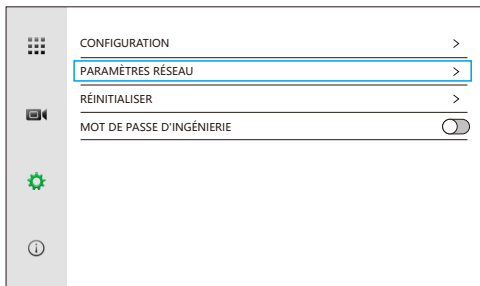 CONFIGURATION
PARAMÈTRES RÉSEAU
RÉINITIALISER
MOT DE PASSE D'INGÉNIERIE